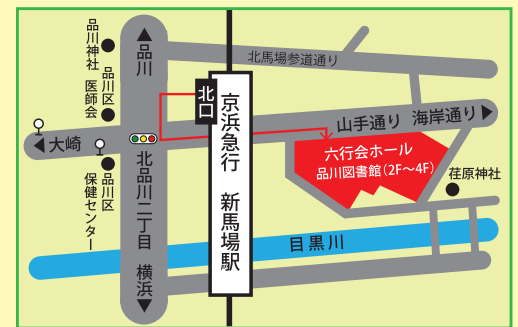 品川神社
品川区
医師会
▲品川
北馬場参道通り
北口
京浜急行 新馬場駅
山手通り 海岸通り▶
◀大崎
六行会ホール
品川図書館(2F〜4F)
荏原神社
品川区
保健センター
北品川二丁目
目黒川
横浜▼